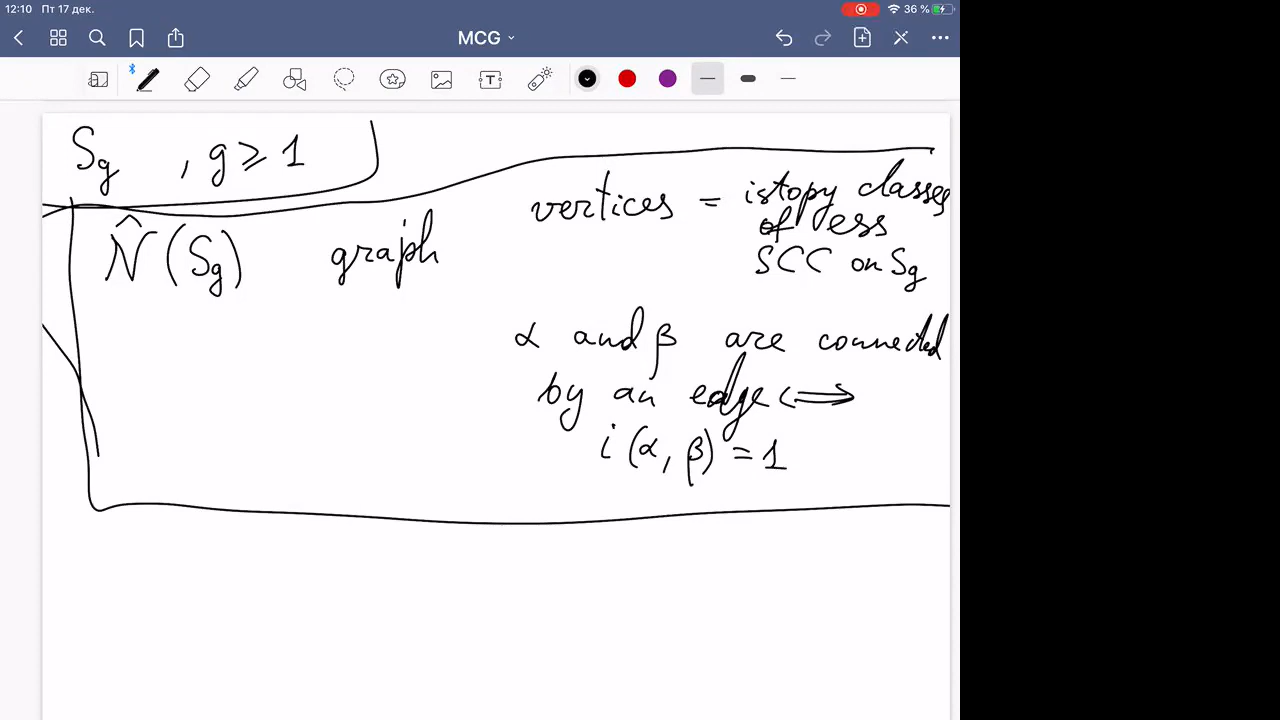 12:10 Пт 17 дек.
36 %
MCG
S_g , g ⩾ 1
vertices = istopy classes
of ess
SCC on S_g
N̂ (S_g) graph
α and β are connected
by an edge ⇔
i (α, β) = 1